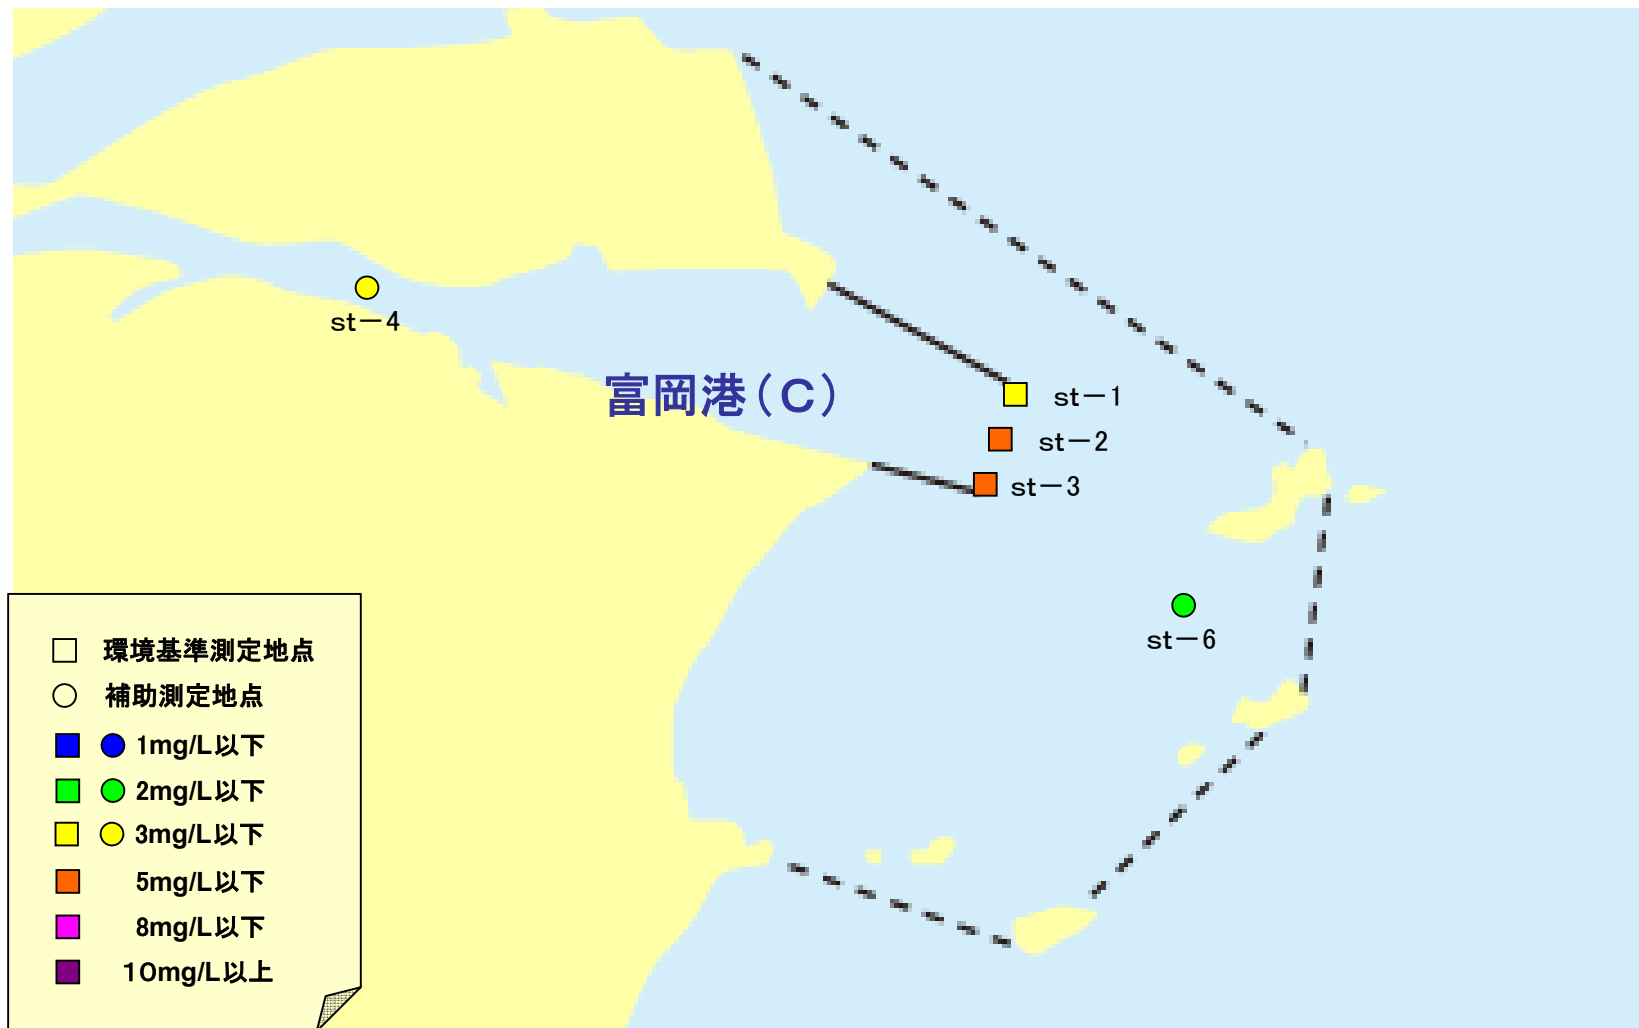 st－4
富岡港（C）
st－1
st－2
st－3
st－6
環境基準測定地点
補助測定地点
1mg/L以下
2mg/L以下
3mg/L以下
5mg/L以下
8mg/L以下
10mg/L以上